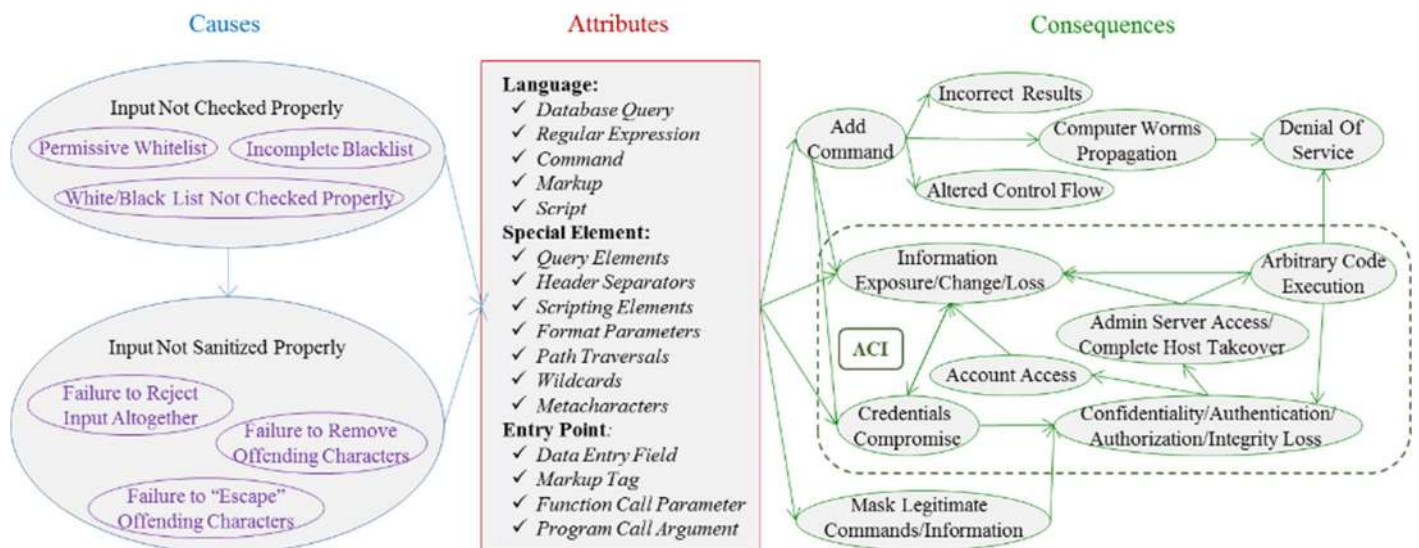 Causes
Attributes
Consequences
Input Not Checked Properly
Permissive Whitelist
Incomplete Blacklist
White/Black List Not Checked Properly
Input Not Sanitized Properly
Failure to Reject
Input Altogether
Failure to Remove
Offending Characters
Failure to “Escape”
Offending Characters
Language:
✓ Database Query
✓ Regular Expression
✓ Command
✓ Markup
✓ Script
Special Element:
✓ Query Elements
✓ Header Separators
✓ Scripting Elements
✓ Format Parameters
✓ Path Traversals
✓ Wildcards
✓ Metacharacters
Entry Point:
✓ Data Entry Field
✓ Markup Tag
✓ Function Call Parameter
✓ Program Call Argument
Add
Command
Incorrect Results
Computer Worms
Propagation
Denial Of
Service
Altered Control Flow
Information
Exposure/Change/Loss
Arbitrary Code
Execution
ACI
Admin Server Access/
Complete Host Takeover
Account Access
Credentials
Compromise
Confidentiality/Authentication/
Authorization/Integrity Loss
Mask Legitimate
Commands/Information